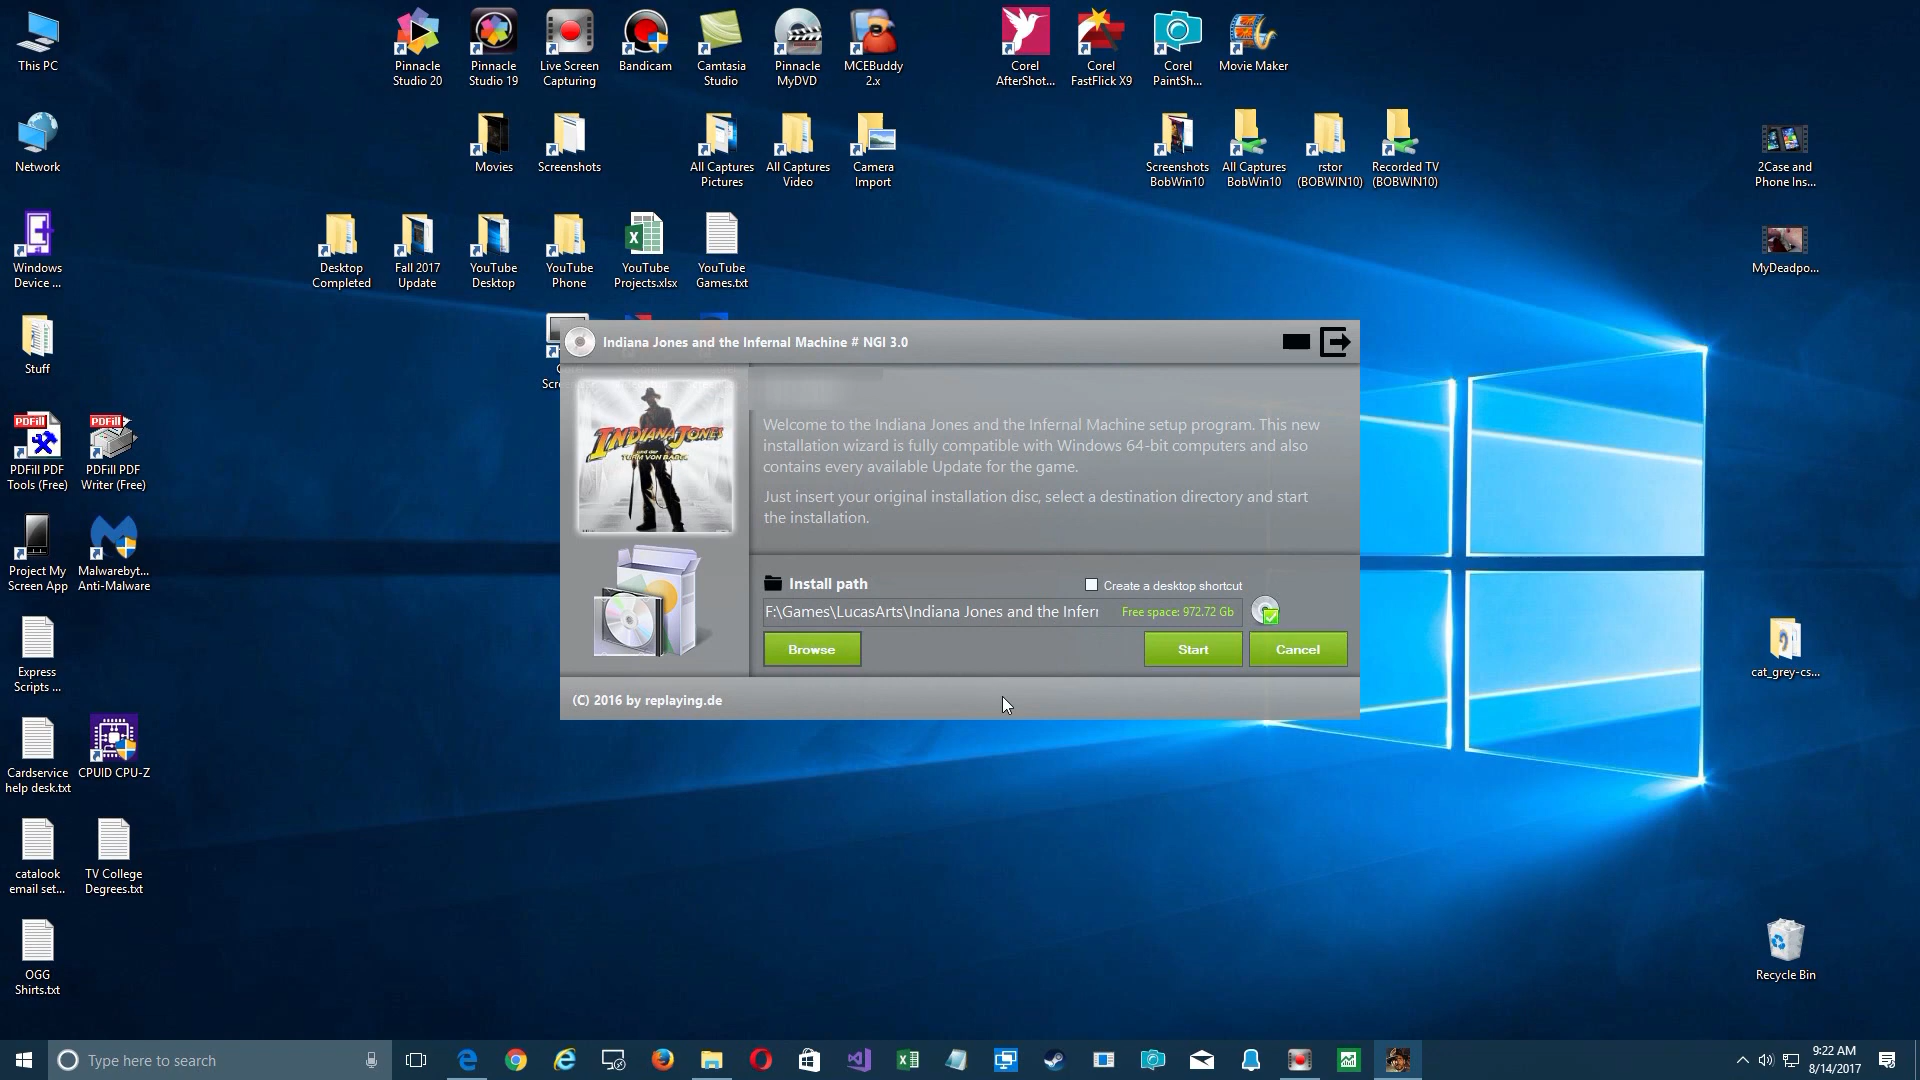 This PC
Pinnacle
Studio 20
Pinnacle
Studio 19
Live Screen
Capturing
Bandicam
Camtasia
Studio
Pinnacle
MyDVD
MCEBuddy
2.x
Corel
AfterShot...
Corel
FastFlick X9
Corel
PaintSh...
Movie Maker
Network
Movies
Screenshots
All Captures
Pictures
All Captures
Video
Camera
Import
Screenshots
BobWin10
All Captures
BobWin10
rstor
(BOBWIN10)
Recorded TV
(BOBWIN10)
2Case and
Phone Ins...
Windows
Device ...
Desktop
Completed
Fall 2017
Update
YouTube
Desktop
YouTube
Phone
YouTube
Projects.xlsx
YouTube
Games.txt
MyDeadpo...
Stuff
Indiana Jones and the Infernal Machine # NGI 3.0
INDIANA JONES
und der
TURM VON BABEL
Welcome to the Indiana Jones and the Infernal Machine setup program. This new
installation wizard is fully compatible with Windows 64-bit computers and also
contains every available Update for the game.
Just insert your original installation disc, select a destination directory and start
the installation.
Install path
Create a desktop shortcut
F:\Games\LucasArts\Indiana Jones and the Infer
Free space: 972.72 Gb
Browse
Start
Cancel
(C) 2016 by replaying.de
PDFill
PDFill PDF
Tools (Free)
PDFill
PDFill PDF
Writer (Free)
Project My
Screen App
Malwarebyt...
Anti-Malware
Express
Scripts ...
cat_grey-cs...
Cardservice
help desk.txt
CPUID CPU-Z
catalook
email set...
TV College
Degrees.txt
OGG
Shirts.txt
Recycle Bin
Type here to search
9:22 AM
8/14/2017